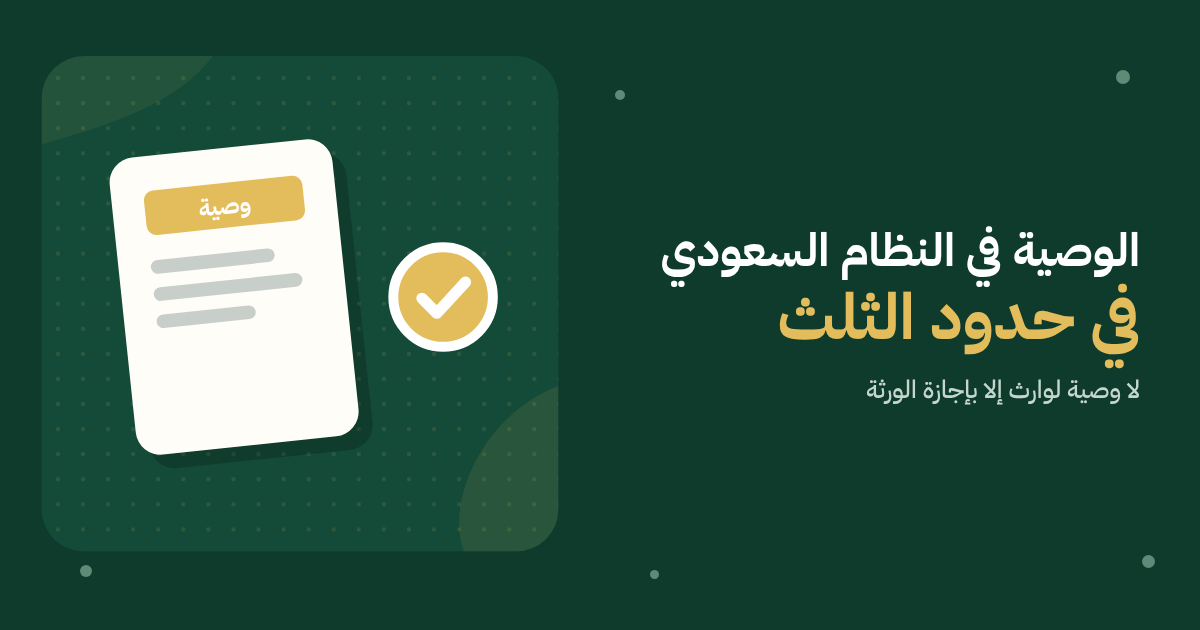 الوصية في النظام السعودي
في حدود الثلث
لا وصية لوارث إلا بإجازة الورثة
وصية